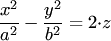 x²/a² − y²/b² = 2·z